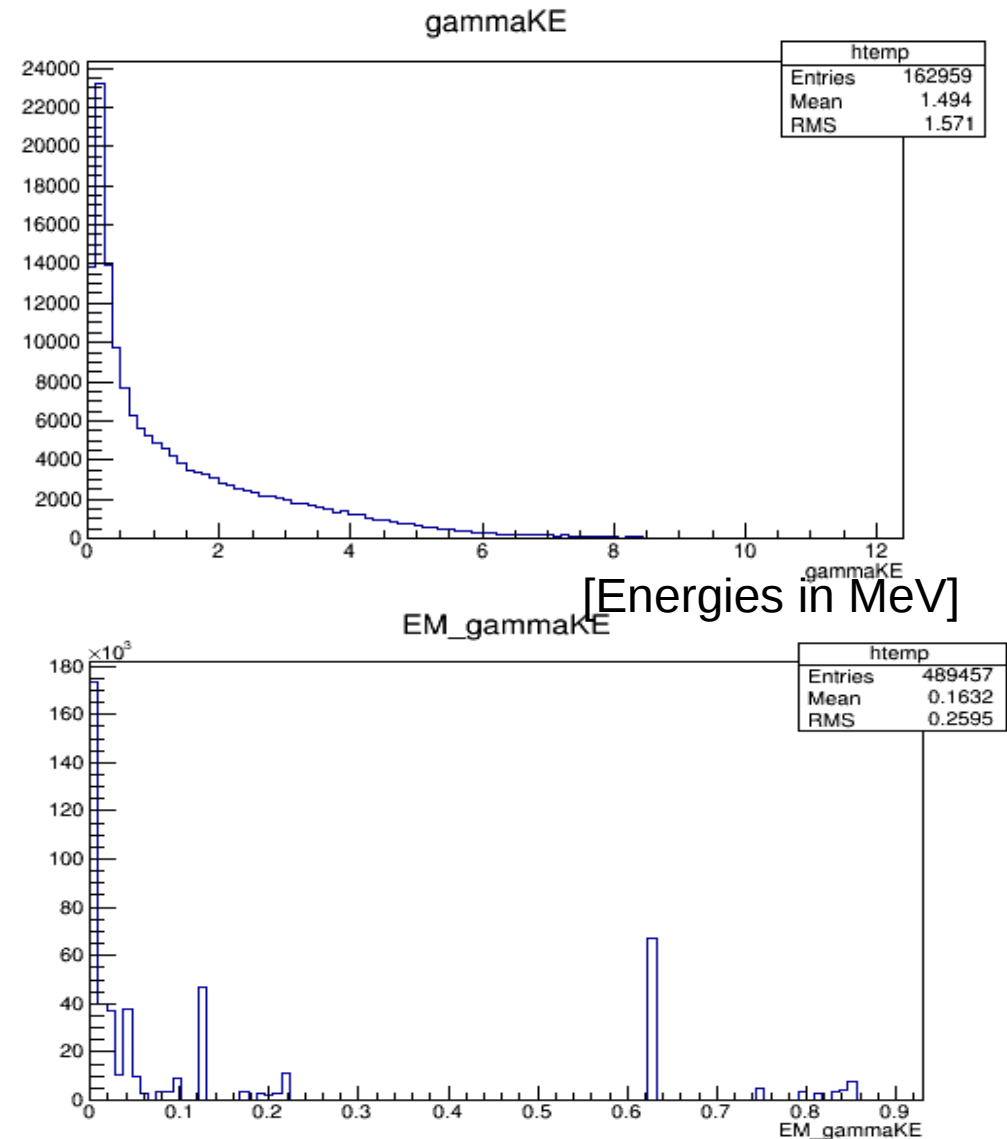 gammaKE
htemp
Entries 162959
Mean 1.494
RMS 1.571
24000
22000
20000
18000
16000
14000
12000
10000
8000
6000
4000
2000
0
0 2 4 6 8 10 12
gammaKE
[Energies in MeV]
EM_gammaKE
htemp
Entries 489457
Mean 0.1632
RMS 0.2595
×10³
180
160
140
120
100
80
60
40
20
0
0 0.1 0.2 0.3 0.4 0.5 0.6 0.7 0.8 0.9
EM_gammaKE